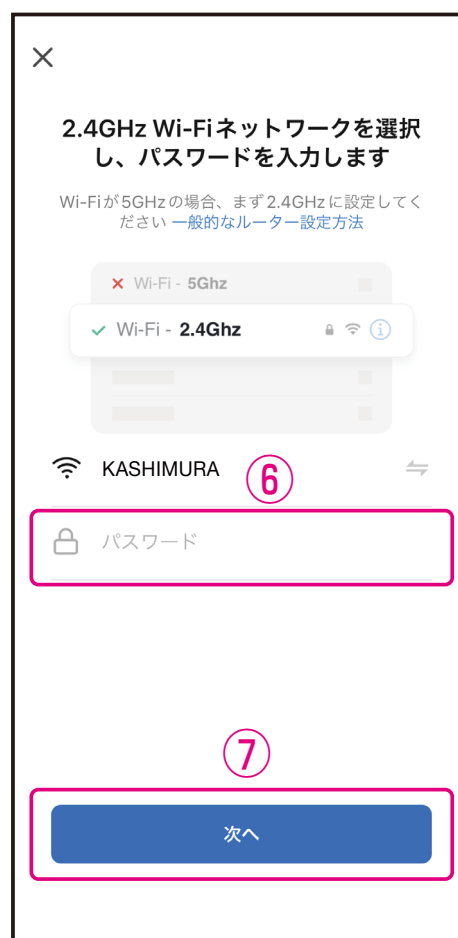 2.4GHz Wi-Fiネットワークを選択
し、パスワードを入力します
Wi-Fiが5GHzの場合、まず2.4GHzに設定してく
ださい 一般的なルーター設定方法
Wi-Fi - 5Ghz
Wi-Fi - 2.4Ghz
KASHIMURA
⑥
パスワード
⑦
次へ